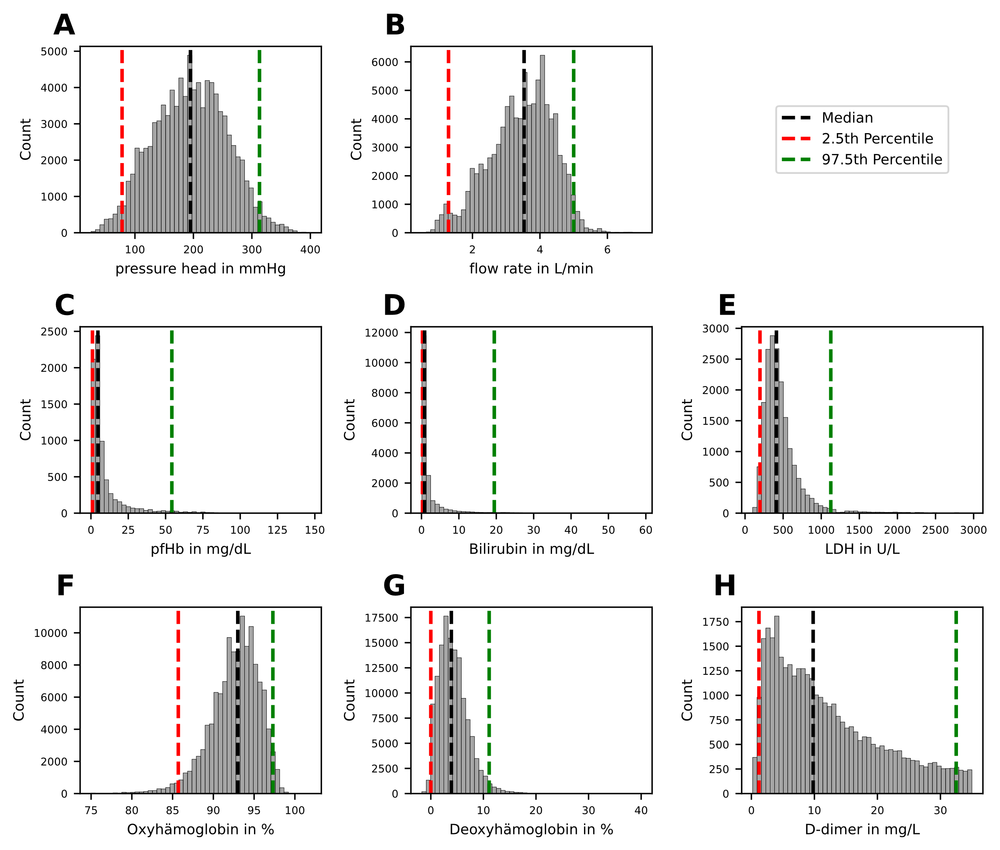 A
5000
4000
3000
2000
1000
0
Count
100 200 300 400
pressure head in mmHg
B
6000
5000
4000
3000
2000
1000
0
Count
2 4 6
flow rate in L/min
Median
2.5th Percentile
97.5th Percentile
C
2500
2000
1500
1000
500
0
Count
0 25 50 75 100 125 150
pfHb in mg/dL
D
12000
10000
8000
6000
4000
2000
0
Count
0 10 20 30 40 50 60
Bilirubin in mg/dL
E
3000
2500
2000
1500
1000
500
0
Count
0 500 1000 1500 2000 2500 3000
LDH in U/L
F
10000
8000
6000
4000
2000
0
Count
75 80 85 90 95 100
Oxyhämoglobin in %
G
17500
15000
12500
10000
7500
5000
2500
0
Count
0 10 20 30 40
Deoxyhämoglobin in %
H
1750
1500
1250
1000
750
500
250
0
Count
0 10 20 30
D-dimer in mg/L